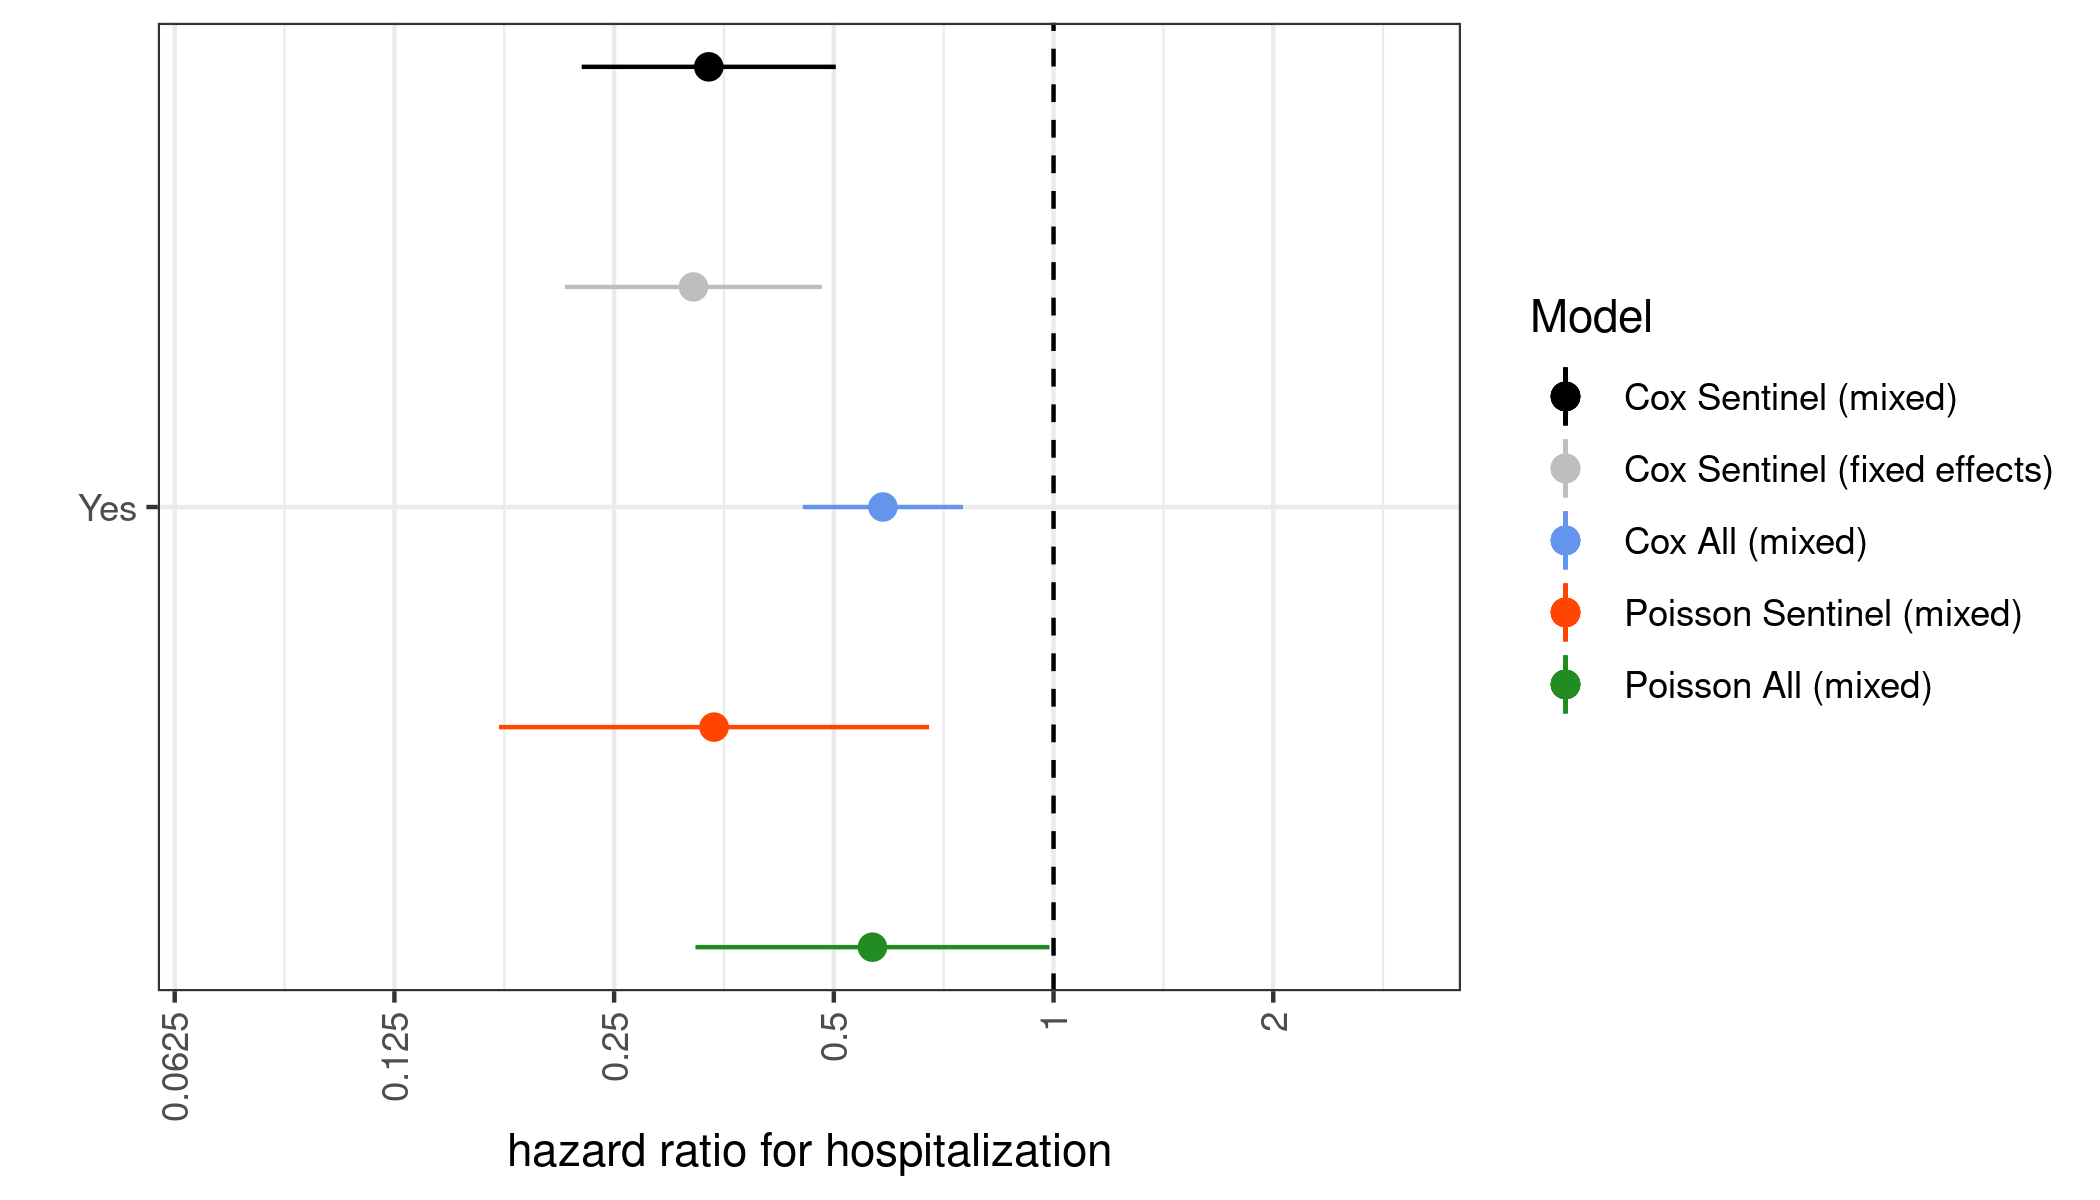 Yes
0.0625
0.125
0.25
0.5
1
2
hazard ratio for hospitalization
Model
Cox Sentinel (mixed)
Cox Sentinel (fixed effects)
Cox All (mixed)
Poisson Sentinel (mixed)
Poisson All (mixed)